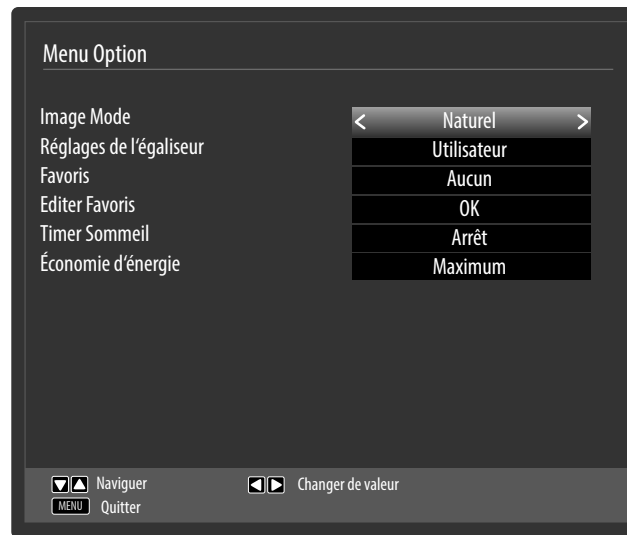 Menu Option
Image Mode < Naturel >
Réglages de l‘égaliseur Utilisateur
Favoris Aucun
Editer Favoris OK
Timer Sommeil Arrêt
Économie d‘énergie Maximum
Naviguer Changer de valeur
MENU Quitter